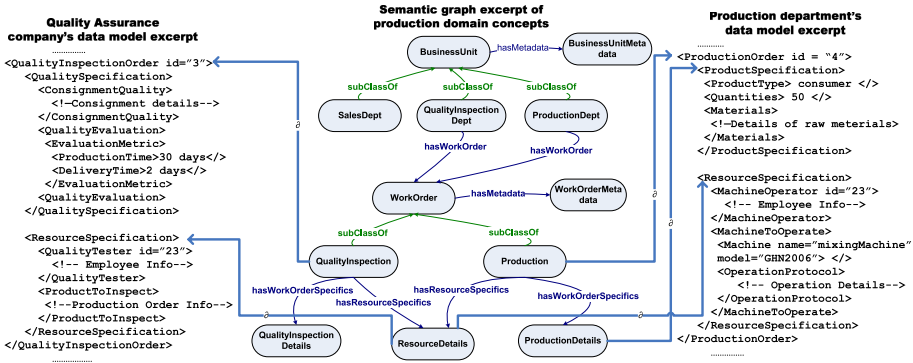 Quality Assurance
company's data model excerpt
................
<QualityInspectionOrder id="3">
<QualitySpecification>
<ConsignmentQuality>
<!—Consignment details-->
</ConsignmentQuality>
<QualityEvaluation>
<EvaluationMetric>
<ProductionTime>30 days</>
<DeliveryTime>2 days</>
</EvaluationMetric>
<QualityEvaluation>
</QualitySpecification>
<ResourceSpecification>
<QualityTester id="23">
<!-- Employee Info-->
</QualityTester>
<ProductToInspect>
<!--Production Order Info-->
</ProductToInspect>
</ResourceSpecification>
</QualityInspectionOrder>
................
Semantic graph excerpt of
production domain concepts
BusinessUnit
hasMetadata
BusinessUnitMeta
data
subClassOf
subClassOf
subClassOf
SalesDept
QualityInspection
Dept
ProductionDept
hasWorkOrder
hasWorkOrder
WorkOrder
hasMetadata
WorkOrderMeta
data
subClassOf
subClassOf
QualityInspection
Production
hasWorkOrderSpecifics
hasResourceSpecifics
hasResourceSpecifics
hasWorkOrderSpecifics
QualityInspection
Details
ResourceDetails
ProductionDetails
∂
∂
∂
∂
∂
Production department's
data model excerpt
................
<ProductionOrder id = "4">
<ProductSpecification>
<ProductType> consumer </>
<Quantities> 50 </>
<Materials>
<!—Details of raw meterials>
</Materials>
</ProductSpecification>
<ResourceSpecification>
<MachineOperator id="23">
<!-- Employee Info-->
</MachineOperator>
<MachineToOperate>
<Machine name="mixingMachine"
model="GHN2006"> </>
<OperationProtocol>
<!-- Operation Details-->
</OperationProtocol>
</MachineToOperate>
</ResourceSpecification>
</ProductionOrder>
................